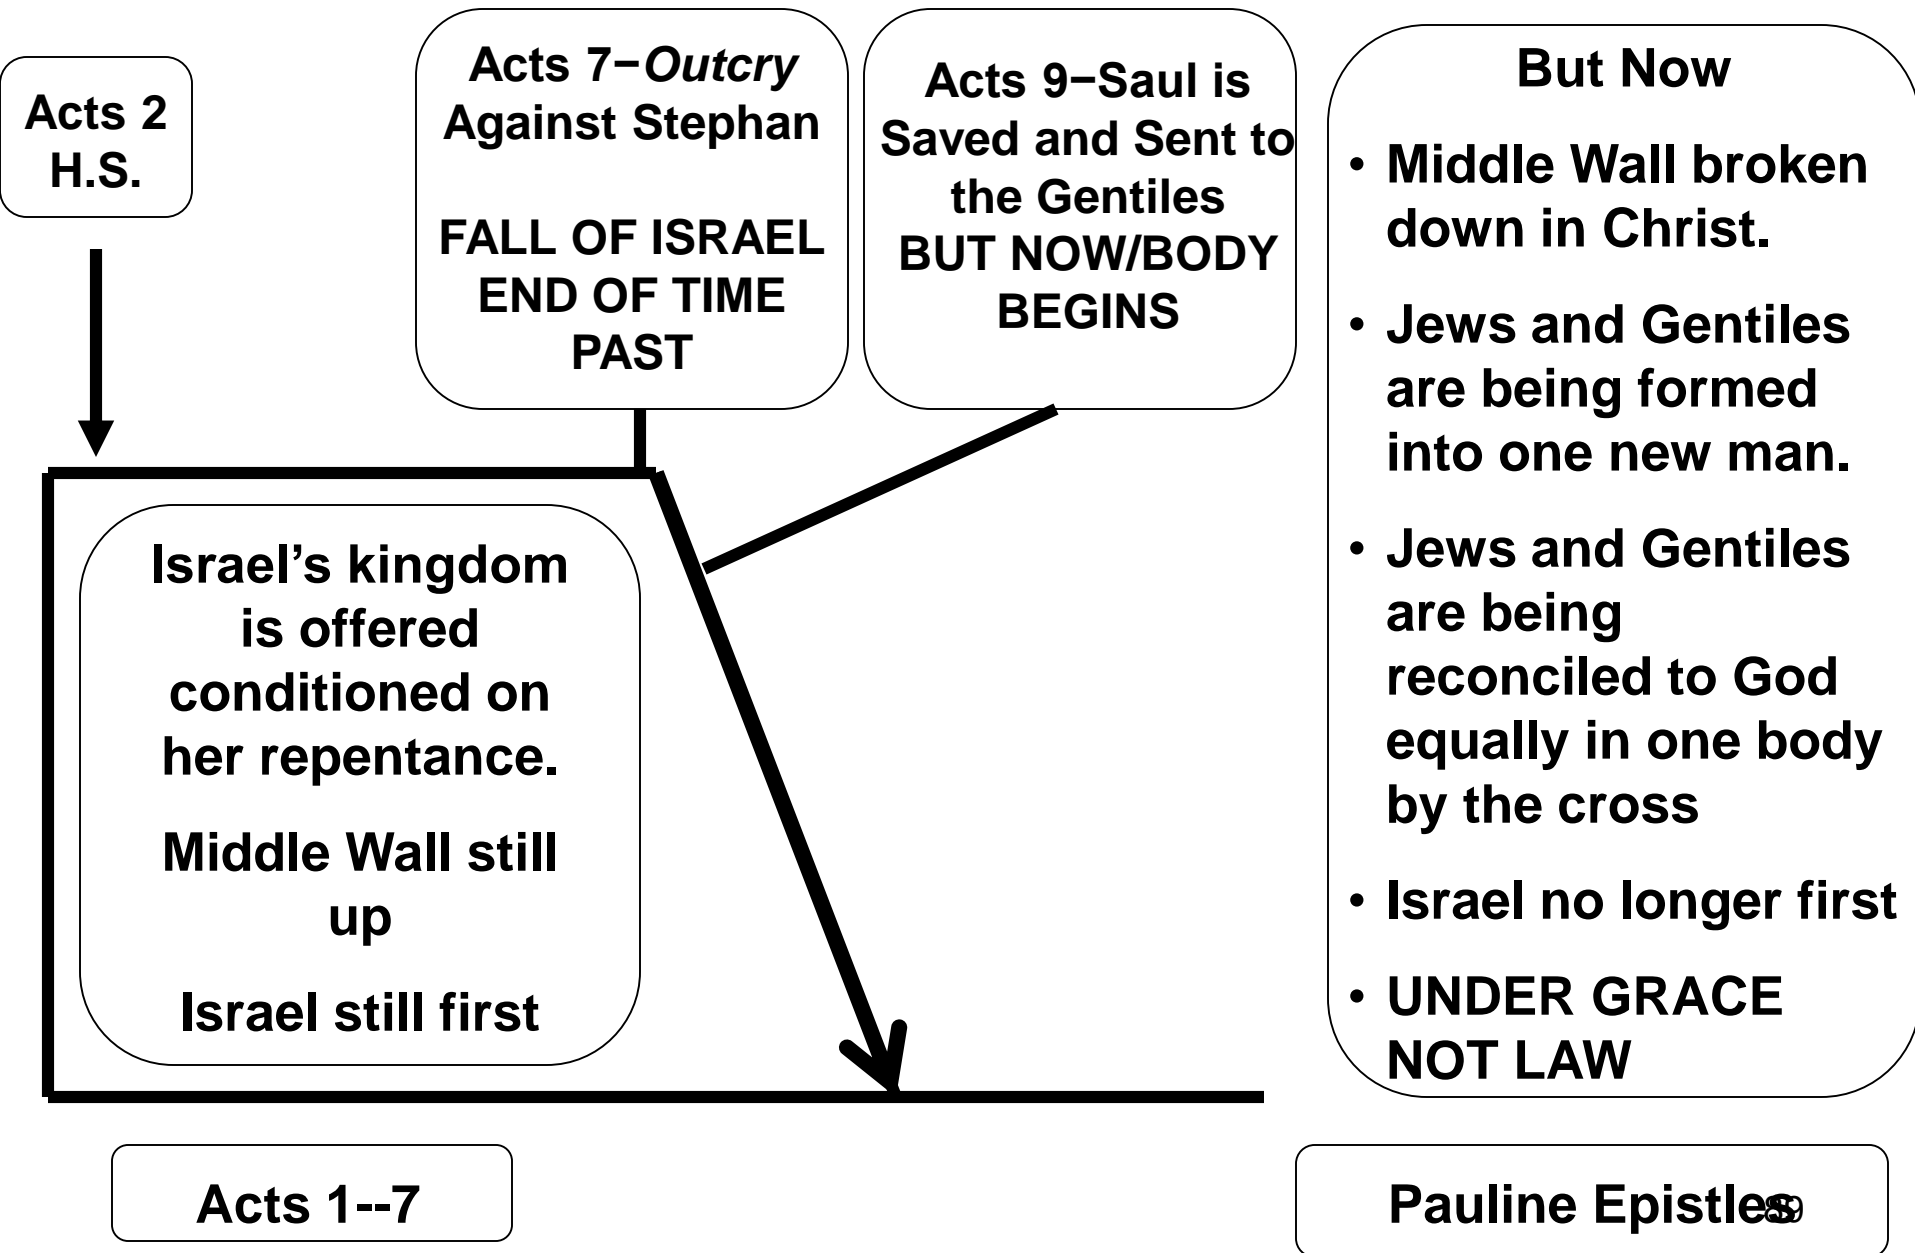 Acts 2
H.S.
Acts 7–Outcry
Against Stephan
FALL OF ISRAEL
END OF TIME
PAST
Acts 9–Saul is
Saved and Sent to
the Gentiles
BUT NOW/BODY
BEGINS
But Now
• Middle Wall broken
down in Christ.
• Jews and Gentiles
are being formed
into one new man.
• Jews and Gentiles
are being
reconciled to God
equally in one body
by the cross
• Israel no longer first
• UNDER GRACE
NOT LAW
Israel’s kingdom
is offered
conditioned on
her repentance.
Middle Wall still
up
Israel still first
Acts 1--7
Pauline Epistles
89